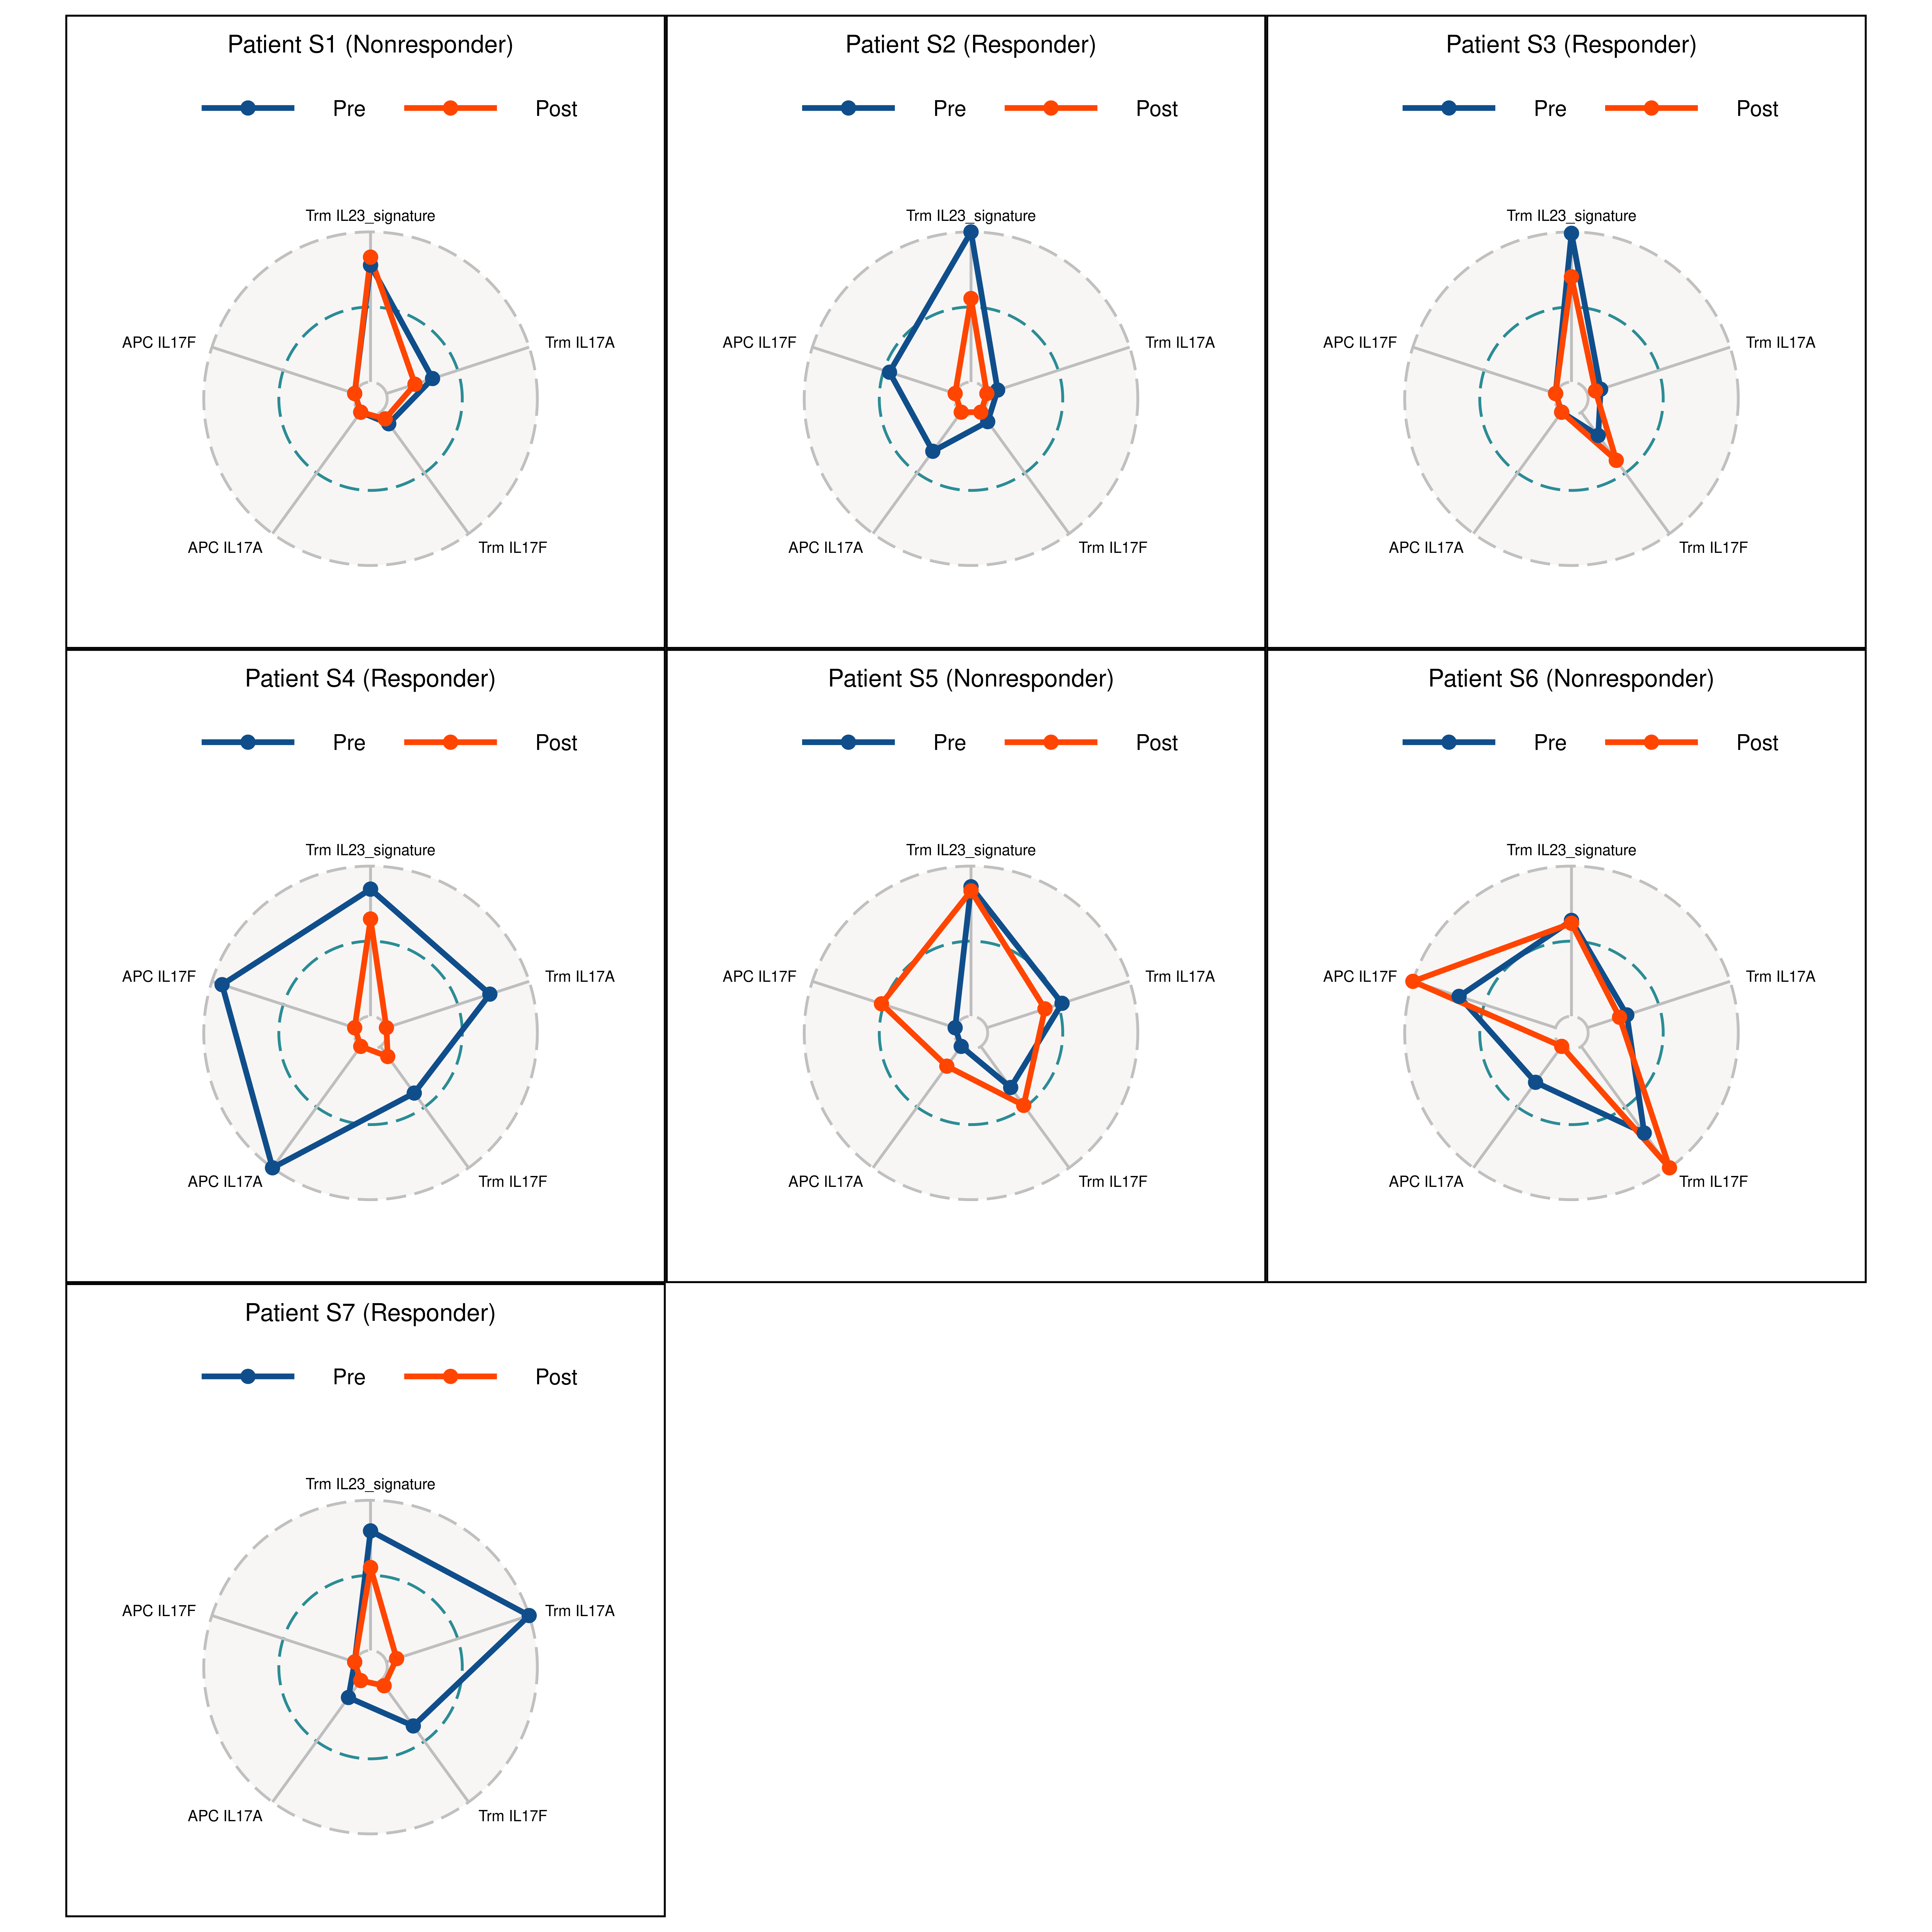 Patient S1 (Nonresponder)
Pre Post
Trm IL23_signature
APC IL17F
Trm IL17A
APC IL17A
Trm IL17F
Patient S2 (Responder)
Pre Post
Trm IL23_signature
APC IL17F
Trm IL17A
APC IL17A
Trm IL17F
Patient S3 (Responder)
Pre Post
Trm IL23_signature
APC IL17F
Trm IL17A
APC IL17A
Trm IL17F
Patient S4 (Responder)
Pre Post
Trm IL23_signature
APC IL17F
Trm IL17A
APC IL17A
Trm IL17F
Patient S5 (Nonresponder)
Pre Post
Trm IL23_signature
APC IL17F
Trm IL17A
APC IL17A
Trm IL17F
Patient S6 (Nonresponder)
Pre Post
Trm IL23_signature
APC IL17F
Trm IL17A
APC IL17A
Trm IL17F
Patient S7 (Responder)
Pre Post
Trm IL23_signature
APC IL17F
Trm IL17A
APC IL17A
Trm IL17F